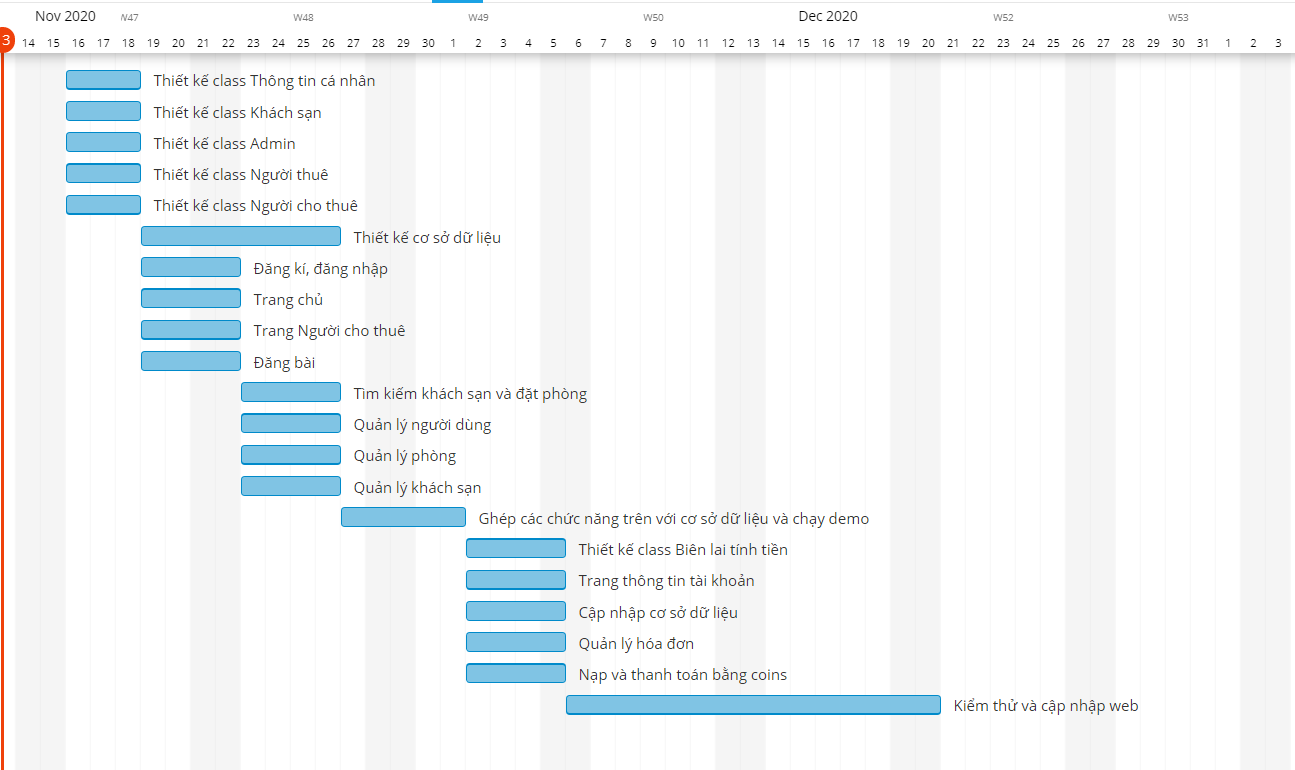 Nov 2020 W47 W48 W49 W50 Dec 2020 W52 W53
3 14 15 16 17 18 19 20 21 22 23 24 25 26 27 28 29 30 1 2 3 4 5 6 7 8 9 10 11 12 13 14 15 16 17 18 19 20 21 22 23 24 25 26 27 28 29 30 31 1 2 3
Thiết kế class Thông tin cá nhân
Thiết kế class Khách sạn
Thiết kế class Admin
Thiết kế class Người thuê
Thiết kế class Người cho thuê
Thiết kế cơ sở dữ liệu
Đăng kí, đăng nhập
Trang chủ
Trang Người cho thuê
Đăng bài
Tìm kiếm khách sạn và đặt phòng
Quản lý người dùng
Quản lý phòng
Quản lý khách sạn
Ghép các chức năng trên với cơ sở dữ liệu và chạy demo
Thiết kế class Biên lai tính tiền
Trang thông tin tài khoản
Cập nhập cơ sở dữ liệu
Quản lý hóa đơn
Nạp và thanh toán bằng coins
Kiểm thử và cập nhập web